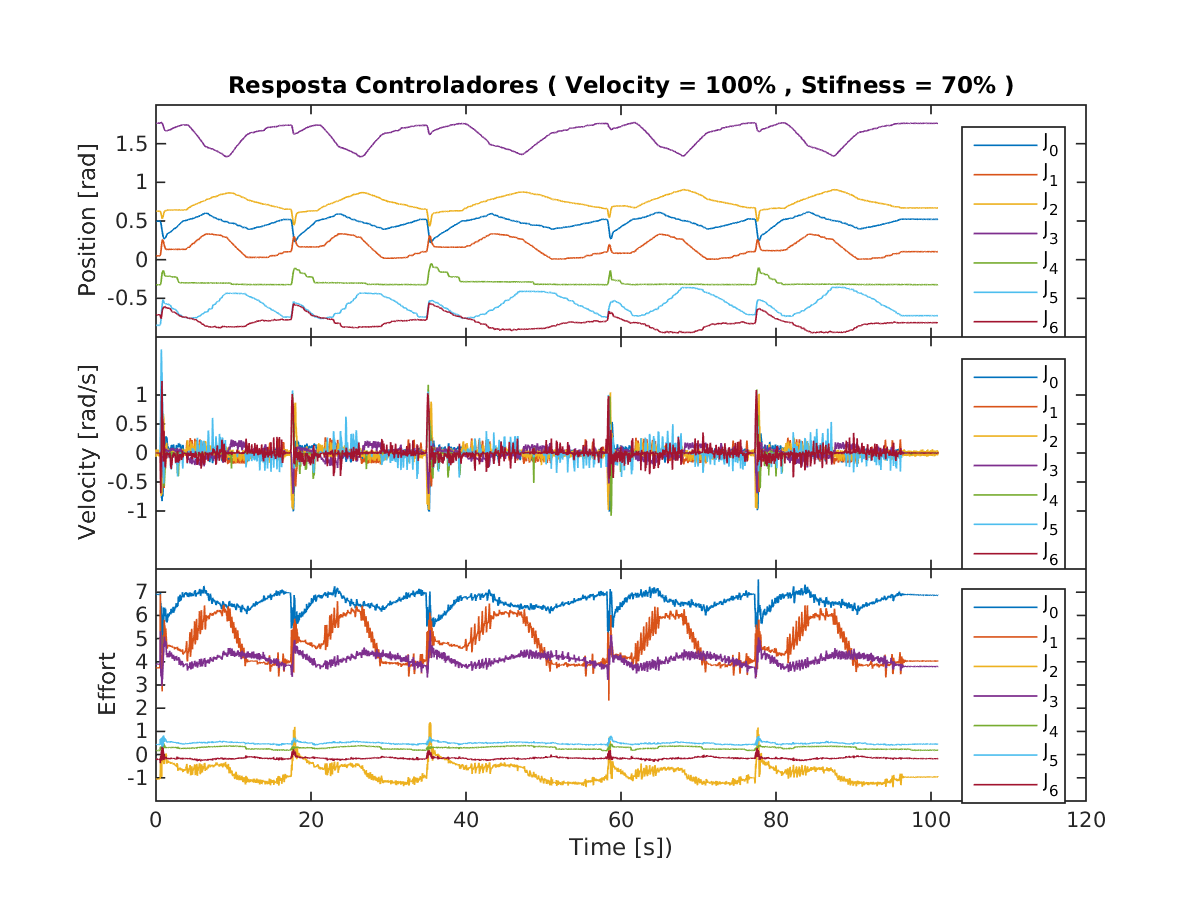 Resposta Controladores ( Velocity = 100% , Stifness = 70% )
Position [rad]
1.5
1
0.5
0
-0.5
J0
J1
J2
J3
J4
J5
J6
Velocity [rad/s]
1
0.5
0
-0.5
-1
J0
J1
J2
J3
J4
J5
J6
Effort
7
6
5
4
3
2
1
0
-1
J0
J1
J2
J3
J4
J5
J6
0 20 40 60 80 100 120
Time [s])